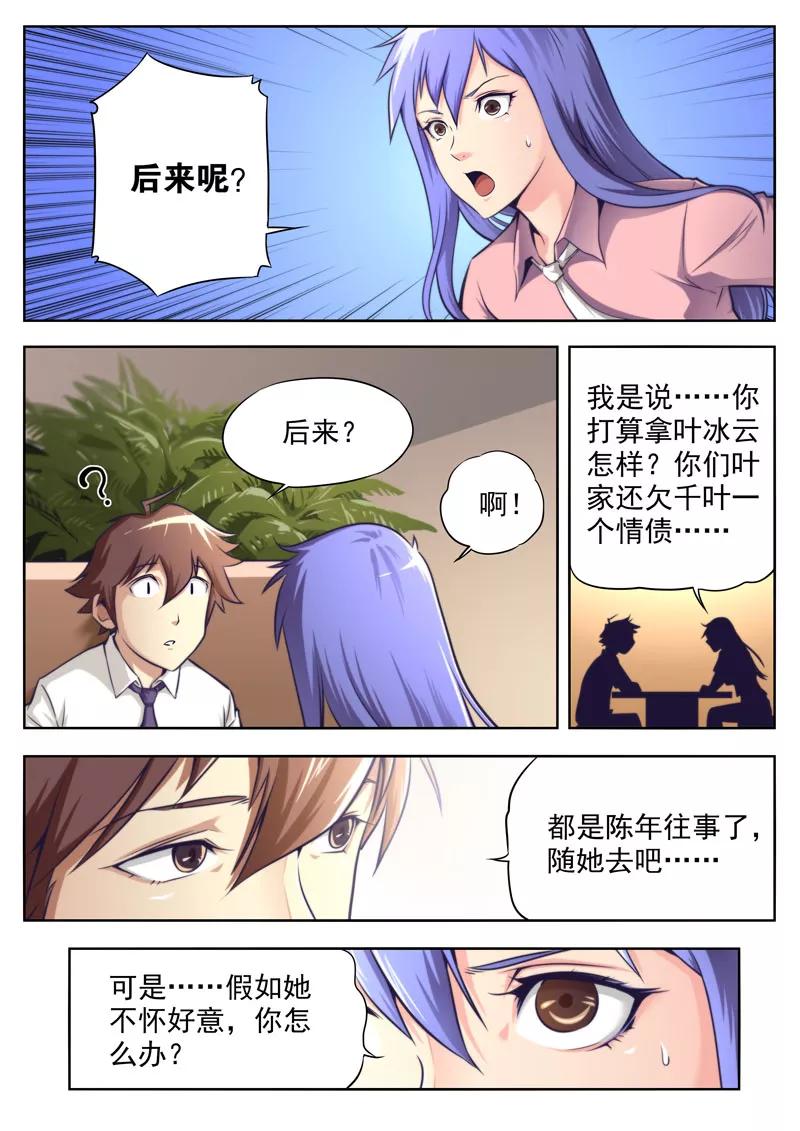 后来呢?
后来？
?
啊！
我是说……你
打算拿叶冰云
怎样？你们叶
家还欠千叶一
个情债……
都是陈年往事了，
随她去吧……
可是……假如她
不怀好意，你怎
么办？